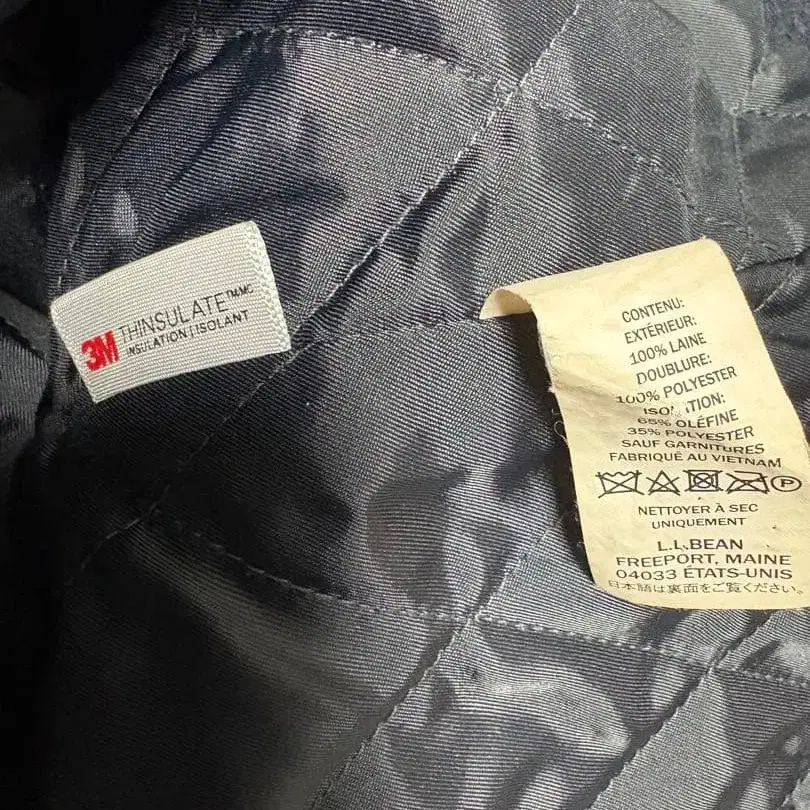 3M THINSULATE™/MC
INSULATION | ISOLANT
CONTENU:
EXTÉRIEUR:
100% LAINE
DOUBLURE:
100% POLYESTER
65% OLÉFINE
35% POLYESTER
SAUF GARNITURES
FABRIQUÉ AU VIETNAM
P
NETTOYER À SEC
UNIQUEMENT
L.L.BEAN
FREEPORT, MAINE
04033 ÉTATS-UNIS
日本語は裏面をご覧ください。